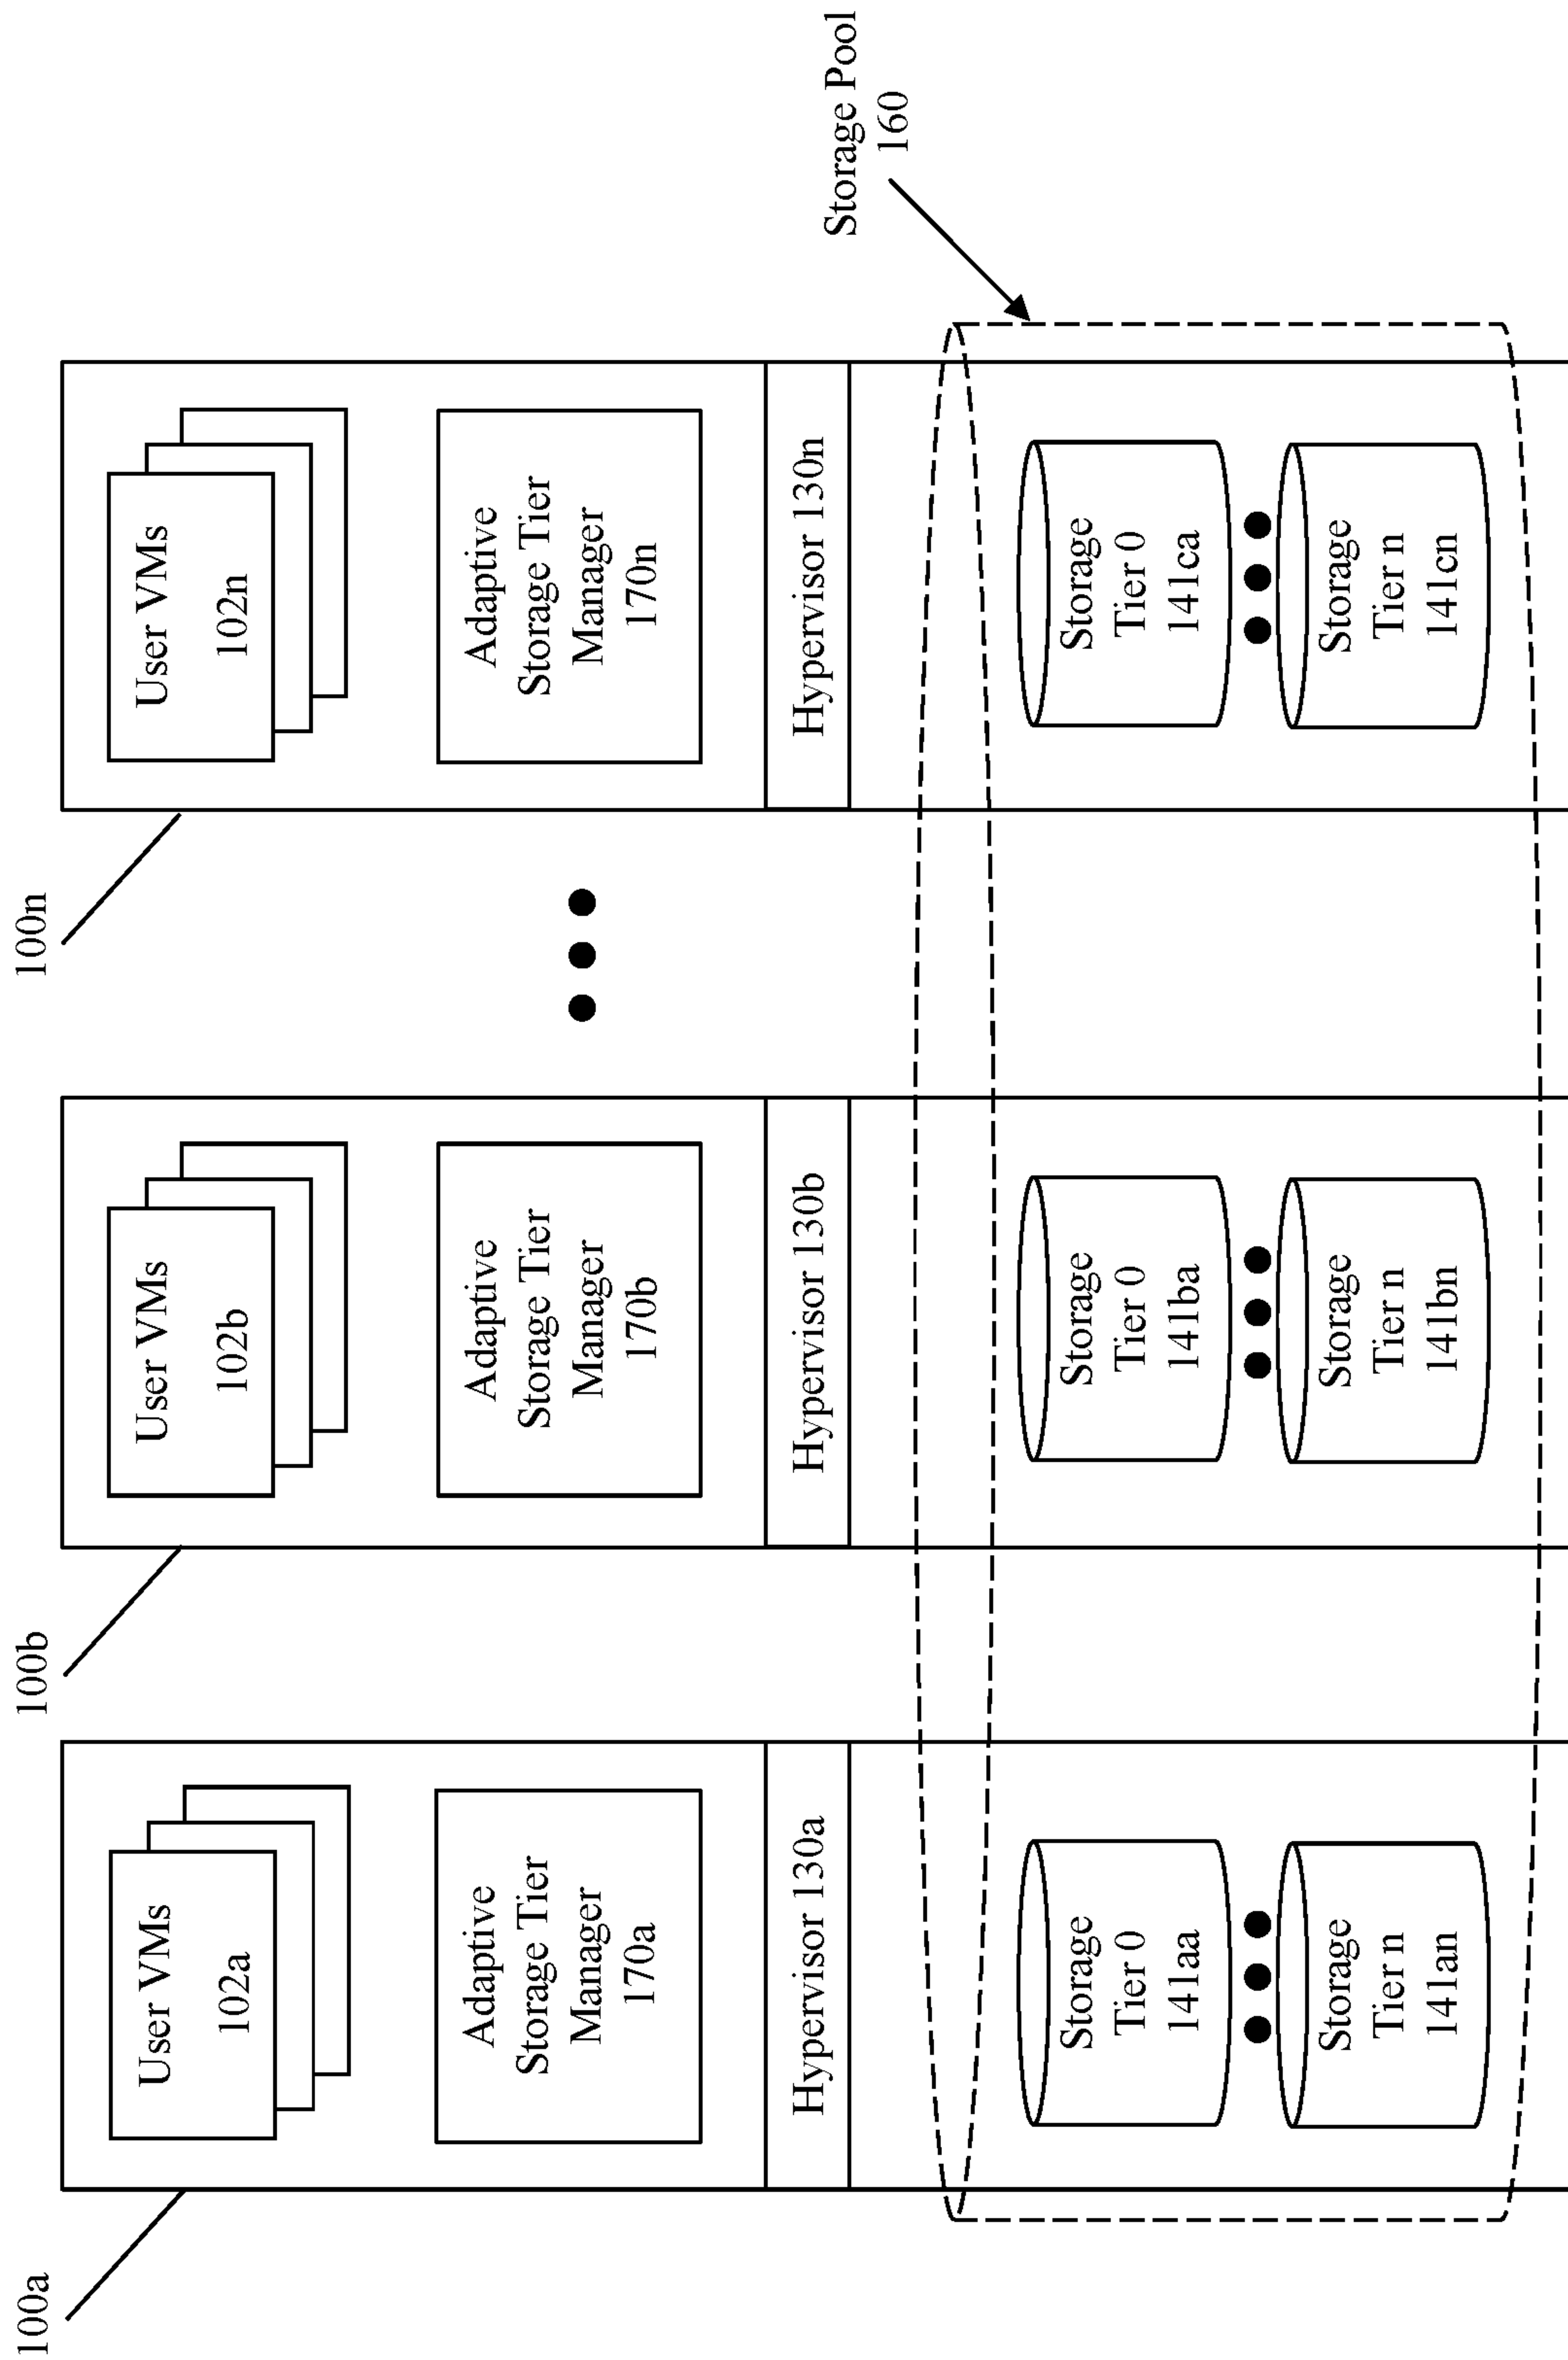 100a
100b
100n
User VMs
102a
User VMs
102b
User VMs
102n
Adaptive
Storage Tier
Manager
170a
Adaptive
Storage Tier
Manager
170b
Adaptive
Storage Tier
Manager
170n
Hypervisor 130a
Hypervisor 130b
Hypervisor 130n
Storage Pool
160
Storage
Tier 0
141aa
Storage
Tier 0
141ba
Storage
Tier 0
141ca
Storage
Tier n
141an
Storage
Tier n
141bn
Storage
Tier n
141cn